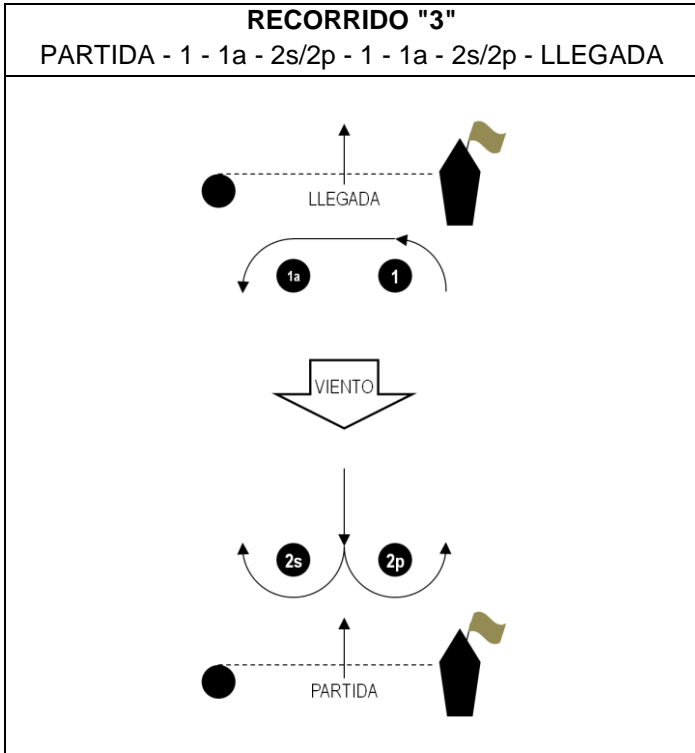 RECORRIDO "3"
PARTIDA - 1 - 1a - 2s/2p - 1 - 1a - 2s/2p - LLEGADA
LLEGADA
1a 1
VIENTO
2s 2p
PARTIDA